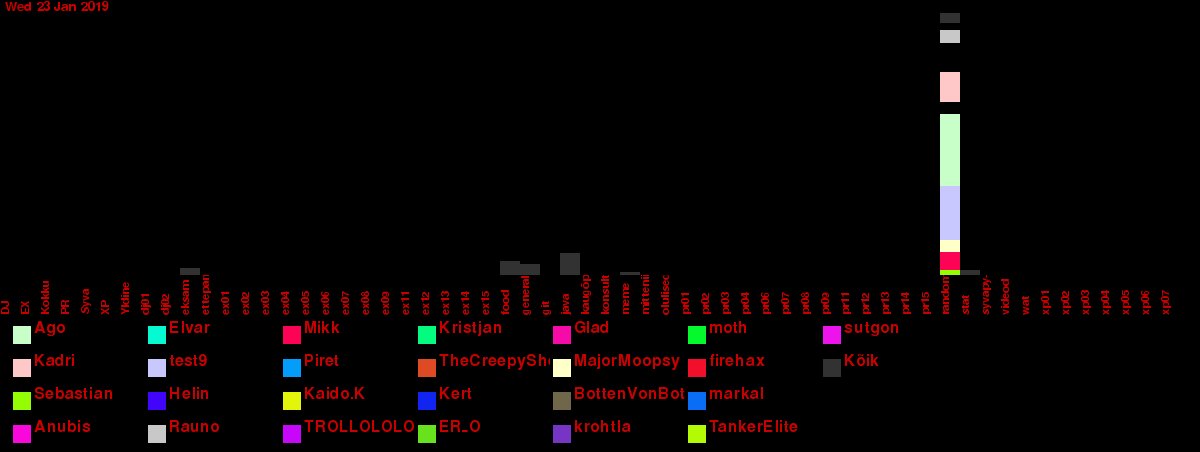 Wed 23 Jan 2019
DJ
EX
Kokku
PR
Syva
XP
Yldine
dj01
dj02
eksam
ettepan
ex01
ex02
ex03
ex04
ex05
ex06
ex07
ex08
ex09
ex11
ex12
ex13
ex14
ex15
food
general
git
java
kaugõp
konsult
meme
mitteni
olulised
pr01
pr02
pr03
pr04
pr06
pr07
pr08
pr09
pr11
pr12
pr13
pr14
pr15
random
stat
syvapy-
videod
wat
xp01
xp02
xp03
xp04
xp05
xp06
xp07
Ago
Elvar
Mikk
Kristjan
Glad
moth
sutgon
Kadri
test9
Piret
TheCreepySh
MajorMoopsy
firehax
Kõik
Sebastian
Helin
Kaido.K
Kert
BottenVonBot
markal
Anubis
Rauno
TROLLOLOLO
ER_O
krohtla
TankerElite